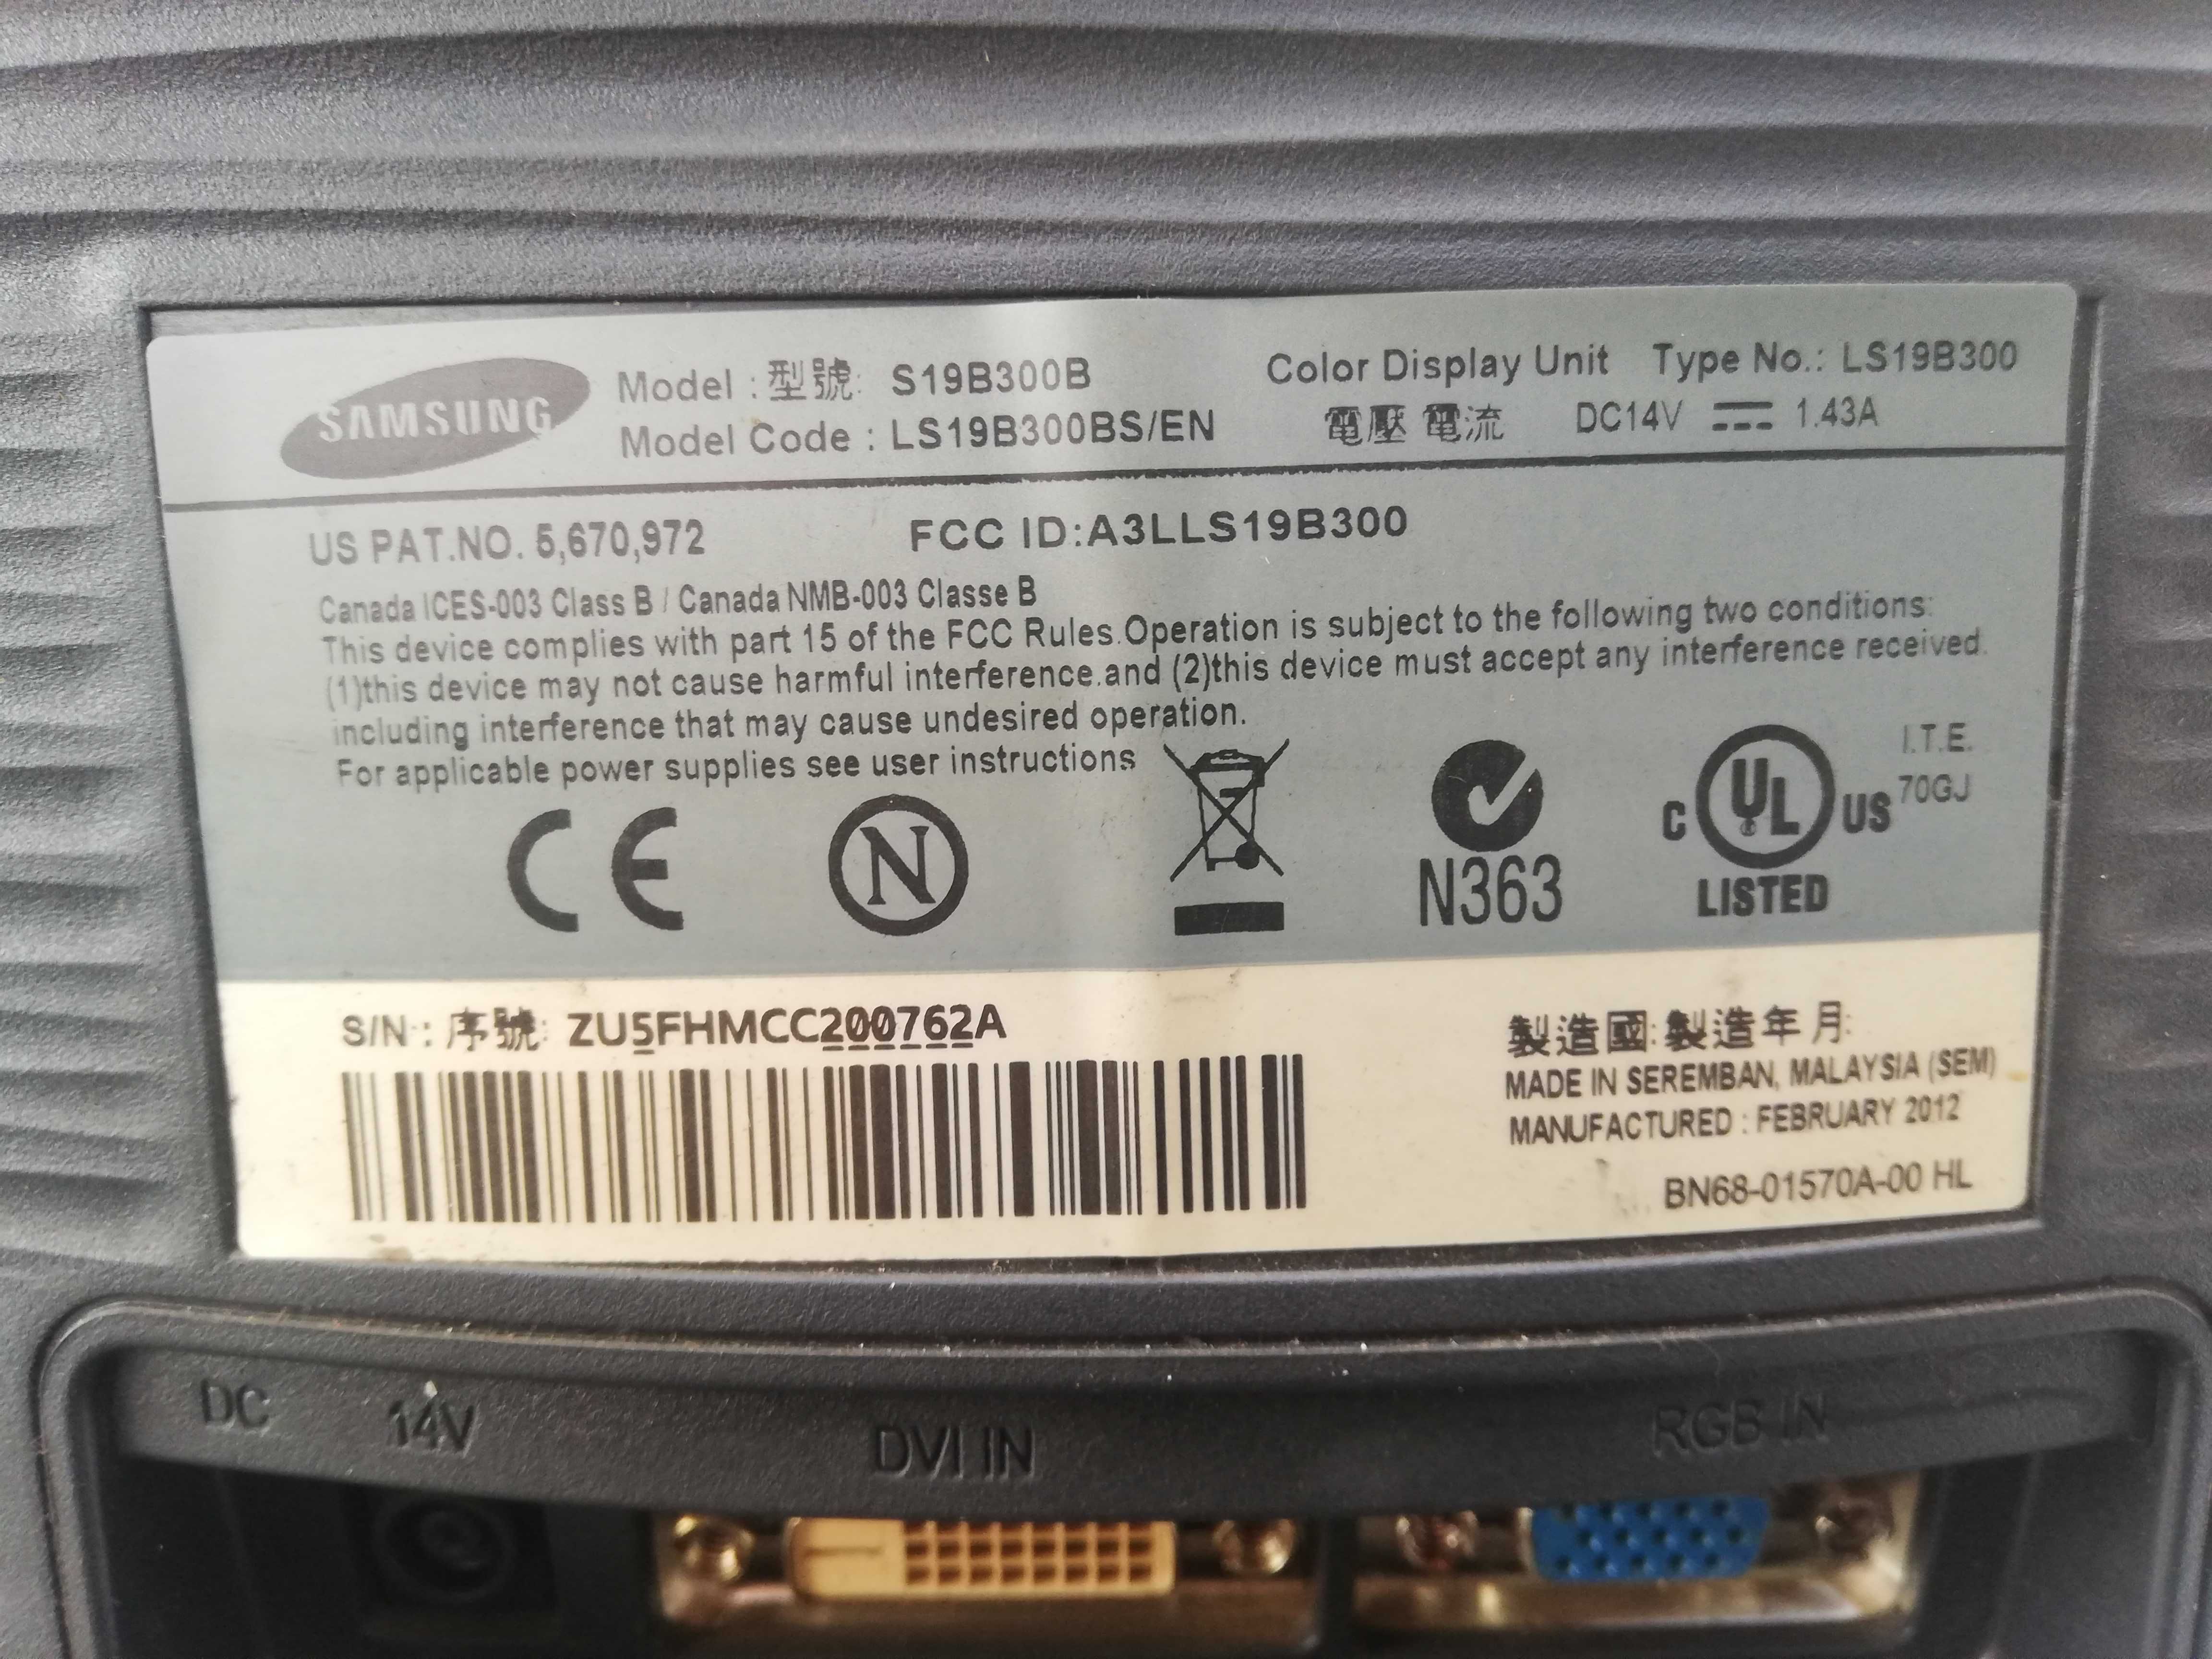 SAMSUNG
Model : 型號: S19B300B
Model Code : LS19B300BS/EN
Color Display Unit Type No.: LS19B300
電壓 電流 DC14V 1.43A
US PAT.NO. 5,670,972
FCC ID:A3LLS19B300
Canada ICES-003 Class B / Canada NMB-003 Classe B
This device complies with part 15 of the FCC Rules.Operation is subject to the following two conditions:
(1)this device may not cause harmful interference.and (2)this device must accept any interference received.
including interference that may cause undesired operation.
For applicable power supplies see user instructions
CE
N
N363
C UL US
LISTED
I.T.E.
70GJ
S/N : 序號: ZU5FHMCC200762A
製造國: 製造年 月:
MADE IN SEREMBAN, MALAYSIA (SEM)
MANUFACTURED : FEBRUARY 2012
BN68-01570A-00 HL
DC 14V
DVI IN
RGB IN